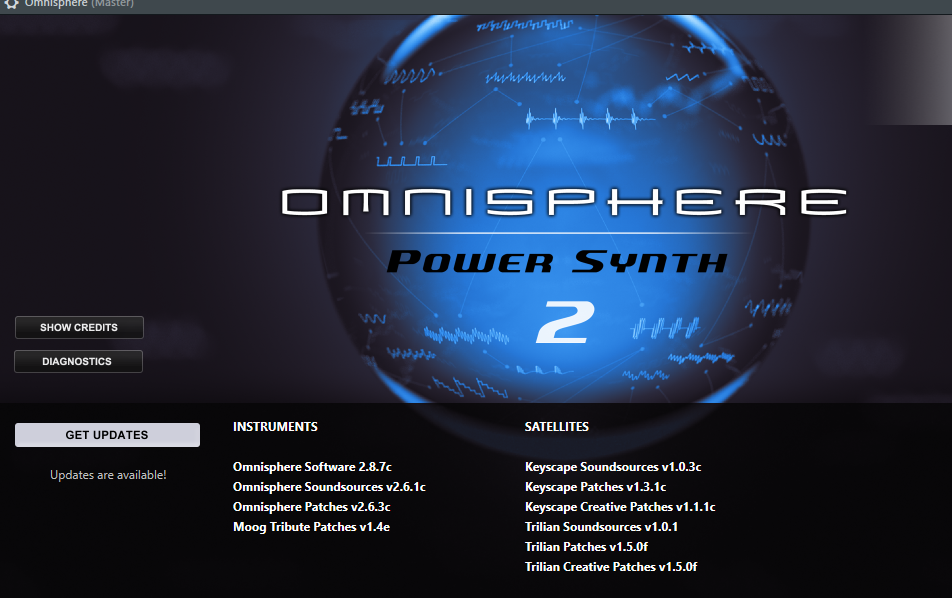 Omnisphere (Master)
OMNISPHERE
POWER SYNTH
2
SHOW CREDITS
DIAGNOSTICS
GET UPDATES
Updates are available!
INSTRUMENTS
Omnisphere Software 2.8.7c
Omnisphere Soundsources v2.6.1c
Omnisphere Patches v2.6.3c
Moog Tribute Patches v1.4e
SATELLITES
Keyscape Soundsources v1.0.3c
Keyscape Patches v1.3.1c
Keyscape Creative Patches v1.1.1c
Trilian Soundsources v1.0.1
Trilian Patches v1.5.0f
Trilian Creative Patches v1.5.0f